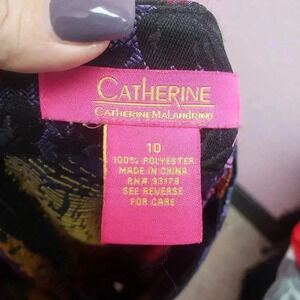 CATHERINE
CATHERINE MALANDRINO
10
100% POLYESTER
MADE IN CHINA
RN# 93178
SEE REVERSE
FOR CARE